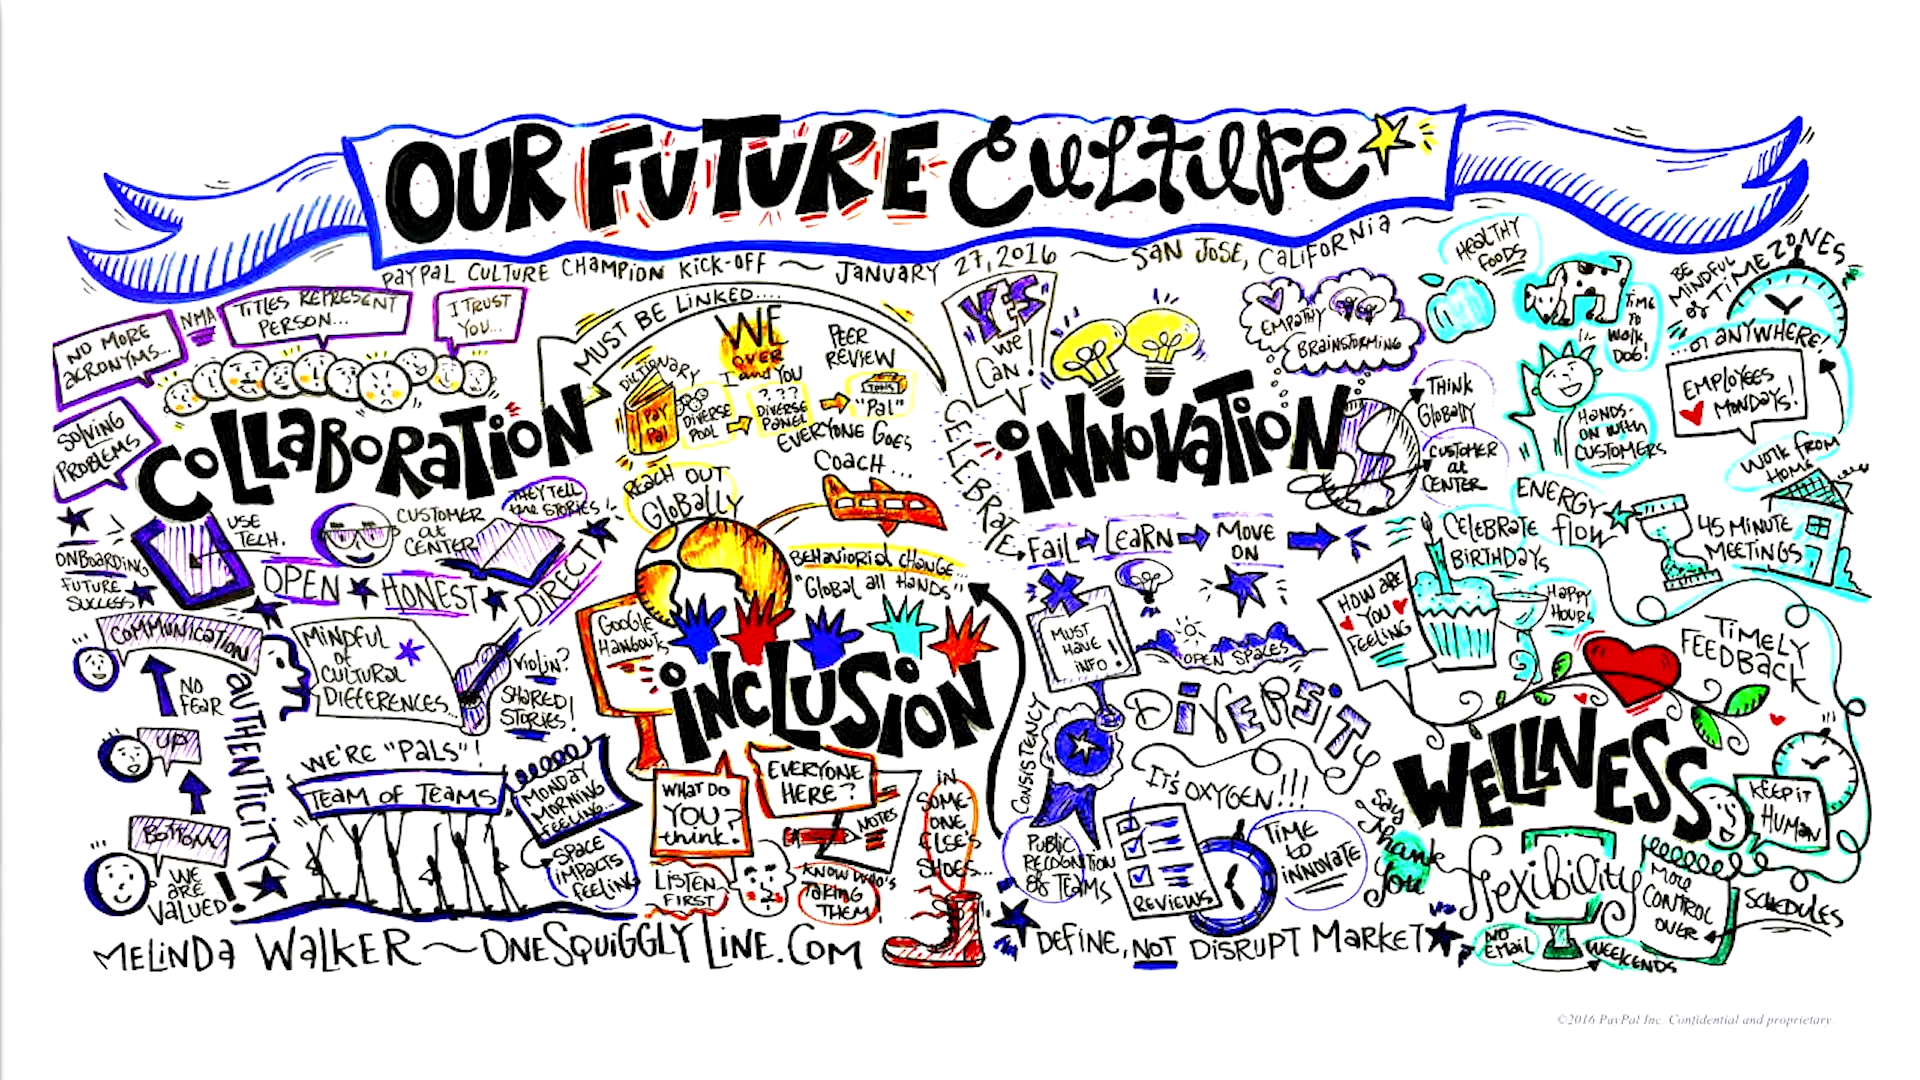 OUR FUTURE CULTURE
PAYPAL CULTURE CHAMPION KICK-OFF ~ JANUARY 27, 2016 ~ SAN JOSE, CALIFORNIA ~
NO MORE
ACRONYMS...
NMA
TITLES REPRESENT
PERSON...
I TRUST
YOU...
SOLVING
PROBLEMS
COLLABORATION
ONBOARDING
FUTURE
SUCCESS
USE
TECH.
CUSTOMER
at
CENTER
THEY TELL
the STORIES!
OPEN ★ HONEST ★ DIRECT
COMMUNICATION
NO
FEAR
UP
BOTTOM
WE
ARE
VALUED!
AUTHENTICITY
MINDFUL
of
CULTURAL
DIFFERENCES...
VIOLIN?
SHARED
STORIES!
WE'RE "PALS"!
TEAM OF TEAMS
MONDAY
MORNING
FEELING...
SPACE
IMPACTS
FEELING
MUST BE LINKED....
DICTIONARY
PAY
PAL
WE
OVER
I and YOU
PEER
REVIEW
DIVERSE
POOL
? ? ?
DIVERSE
PANEL
TOOLS
"PAL"
EVERYONE GOES
COACH...
REACH OUT
GLOBALLY
BEHAVIORIAL CHANGE...
"GLOBAL ALL HANDS"
GOOGLE
HANGOUTS
INCLUSION
WHAT DO
YOU?
think!
EVERYONE
HERE?
NOTES
LISTEN
FIRST
KNOW WHO'S
TAKING
THEM!
IN
SOME-
ONE
ELSE'S
SHOES...
CELEBRATE
"YES"
we
CAN!
INNOVATION
EMPATHY
BRAINSTORMING
THINK
GLOBALLY
CUSTOMER
at
CENTER
FAIL
LEARN
MOVE
ON
MUST
HAVE
INFO!
OPEN SPACES
DIVERSITY
IT'S OXYGEN!!!
CONSISTENCY
PUBLIC
RECOGNITION
of TEAMS
REVIEWS
TIME
to
INNOVATE
DEFINE, NOT DISRUPT MARKET
HEALTHY
FOODS
TIME
TO
WALK
DOG!
BE
MINDFUL
of TIMEZONES
...or ANYWHERE!
EMPLOYEES
♥ MONDAYS!
WORK FROM
HOME
HANDS-
ON with
CUSTOMERS
ENERGY
flow
45 MINUTE
MEETINGS
CELEBRATE
BIRTHDAYS
HOW ARE
YOU
FEELING
HAPPY
HOURS
TIMELY
FEEDBACK
WELLNESS
KEEP IT
HUMAN
Say
Thank
You
flexibility
MORE
CONTROL
OVER
SCHEDULES
NO
EMAIL
WEEKENDS
MELINDA WALKER ~ ONESQUIGGLYLINE.COM
©2016 PayPal Inc. Confidential and proprietary.